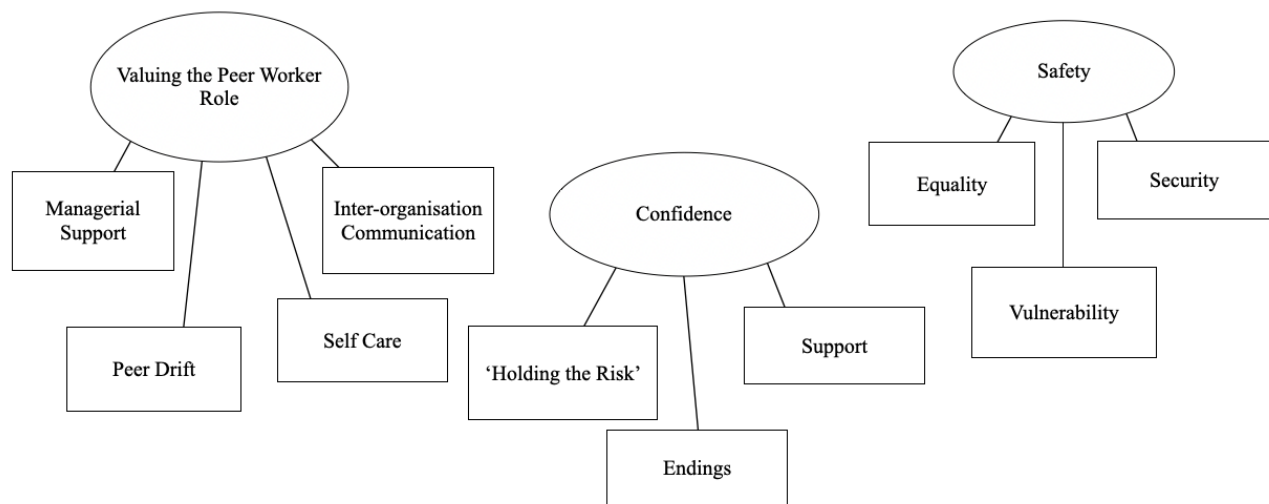 Valuing the Peer Worker
Role
Managerial
Support
Peer Drift
Self Care
Inter-organisation
Communication
Confidence
‘Holding the Risk’
Endings
Support
Safety
Equality
Vulnerability
Security